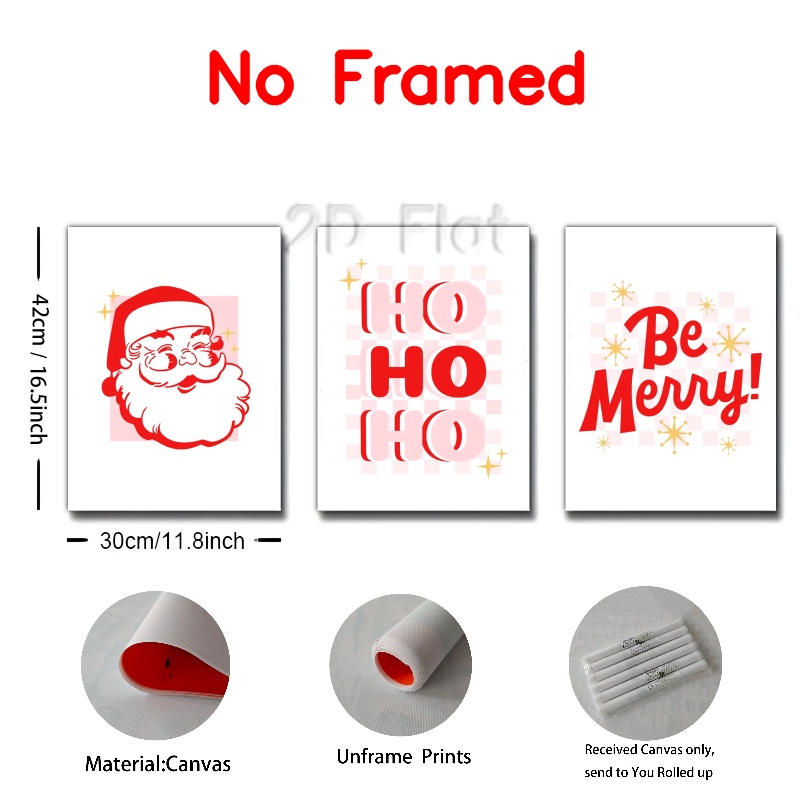 No Framed
2D Flat
42cm / 16.5inch
HO
HO
HO
Be
Merry!
30cm/11.8inch
Material:Canvas
Unframe Prints
Received Canvas only,
send to You Rolled up